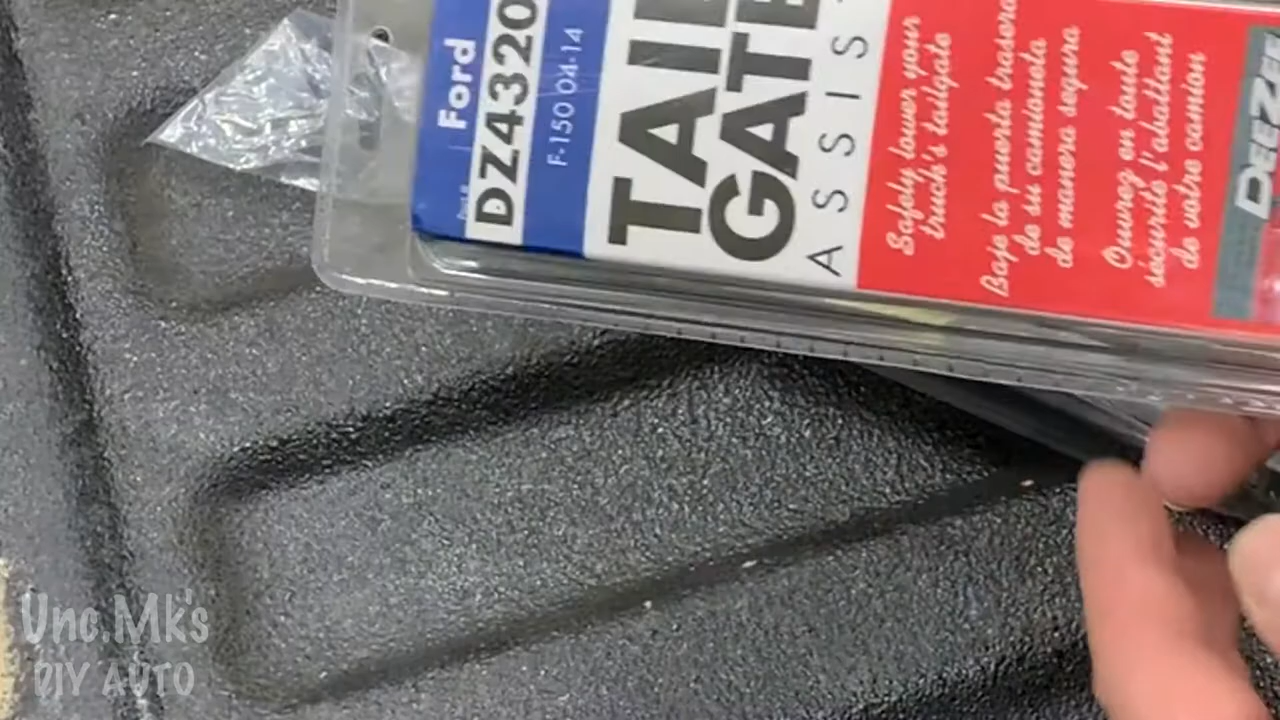 Ford
DZ4320
F-150 04-14
GATE
ASSIST
Safely lower your
truck's tailgate
Baje la puerta trasera
de su camioneta
de manera segura
Ouvrez en toute
sécurité l'abattant
de votre camion
Unc.Mk's
DIY AUTO